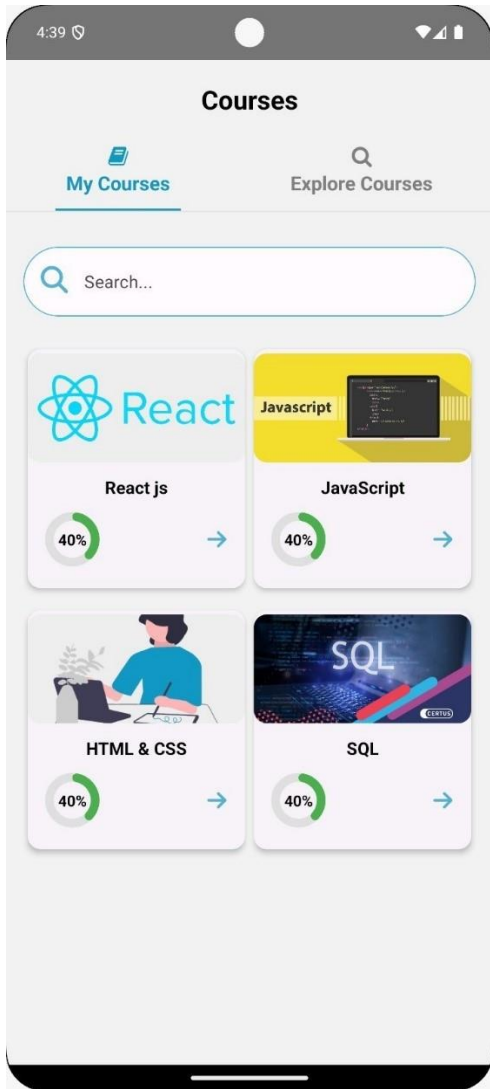 4:39
Courses
My Courses
Explore Courses
Search...
React
Javascript
React js
JavaScript
40%
40%
SQL
CERTUS
HTML & CSS
SQL
40%
40%